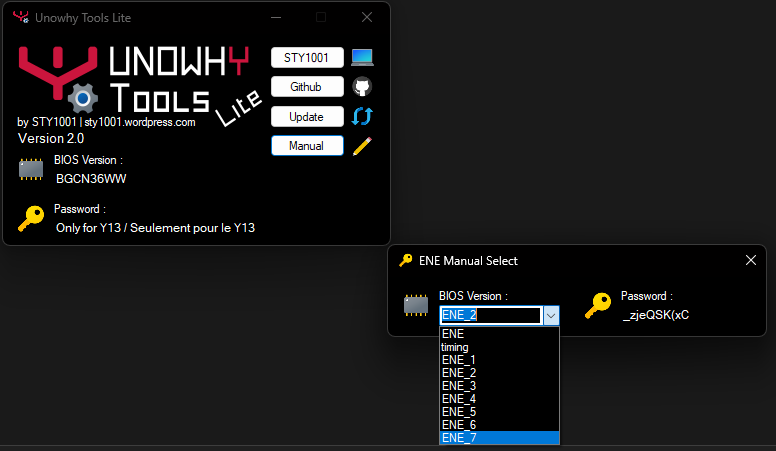 Unowhy Tools Lite
UNOWHY
TOOLS
Lite
by STY1001 | sty1001.wordpress.com
Version 2.0
STY1001
Github
Update
Manual
BIOS Version :
BGCN36WW
Password :
Only for Y13 / Seulement pour le Y13
ENE Manual Select
BIOS Version :
ENE_2
Password :
_zjeQSK(xC
ENE
timing
ENE_1
ENE_2
ENE_3
ENE_4
ENE_5
ENE_6
ENE_7